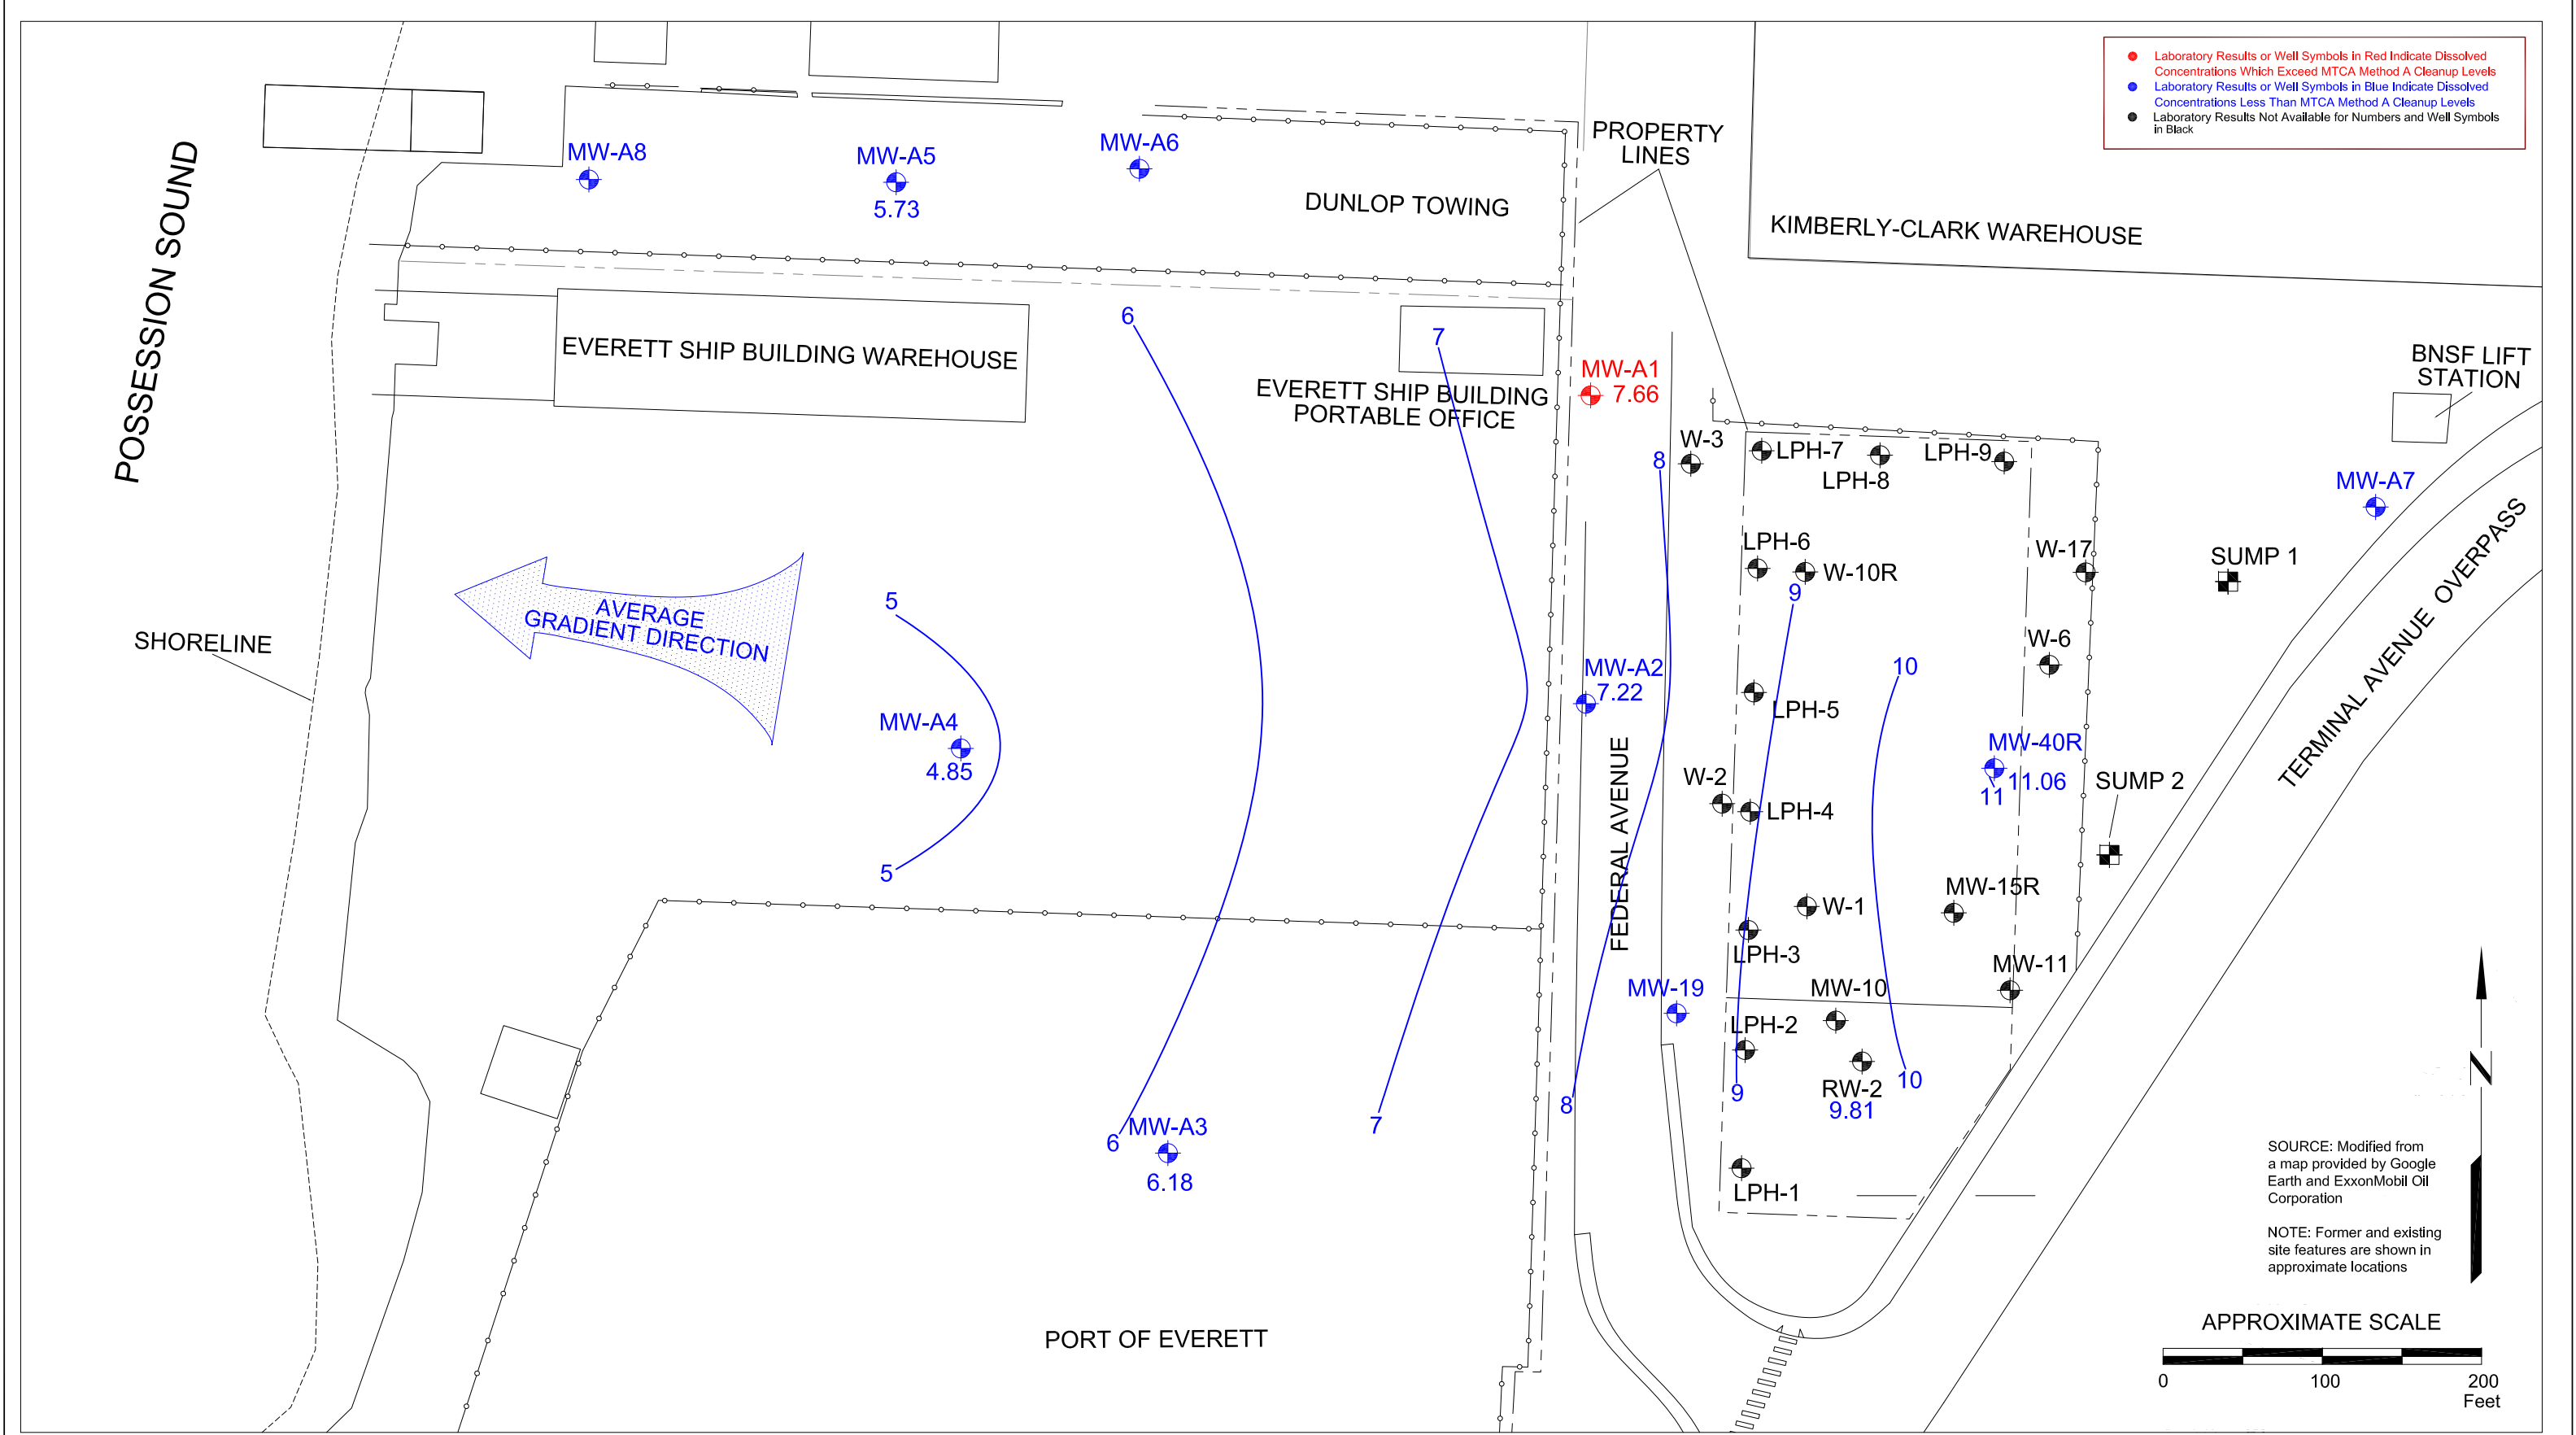 Laboratory Results or Well Symbols in Red Indicate Dissolved
Concentrations Which Exceed MTCA Method A Cleanup Levels
Laboratory Results or Well Symbols in Blue Indicate Dissolved
Concentrations Less Than MTCA Method A Cleanup Levels
Laboratory Results Not Available for Numbers and Well Symbols
in Black
PROPERTY
LINES
MW-A8
MW-A5
5.73
MW-A6
DUNLOP TOWING
KIMBERLY-CLARK WAREHOUSE
POSSESSION SOUND
EVERETT SHIP BUILDING WAREHOUSE
6
7
EVERETT SHIP BUILDING
PORTABLE OFFICE
MW-A1
7.66
BNSF LIFT
STATION
W-3
8
LPH-7
LPH-8
LPH-9
MW-A7
LPH-6
W-10R
9
W-17
SUMP 1
TERMINAL AVENUE OVERPASS
AVERAGE
GRADIENT DIRECTION
5
SHORELINE
W-6
10
MW-A2
7.22
LPH-5
MW-A4
4.85
FEDERAL AVENUE
W-2
LPH-4
MW-40R
11.06
11
SUMP 2
5
W-1
MW-15R
LPH-3
MW-11
MW-19
MW-10
LPH-2
9
RW-2
9.81
10
8
7
6
MW-A3
6.18
LPH-1
N
SOURCE: Modified from
a map provided by Google
Earth and ExxonMobil Oil
Corporation
NOTE: Former and existing
site features are shown in
approximate locations
PORT OF EVERETT
APPROXIMATE SCALE
0 100 200
Feet